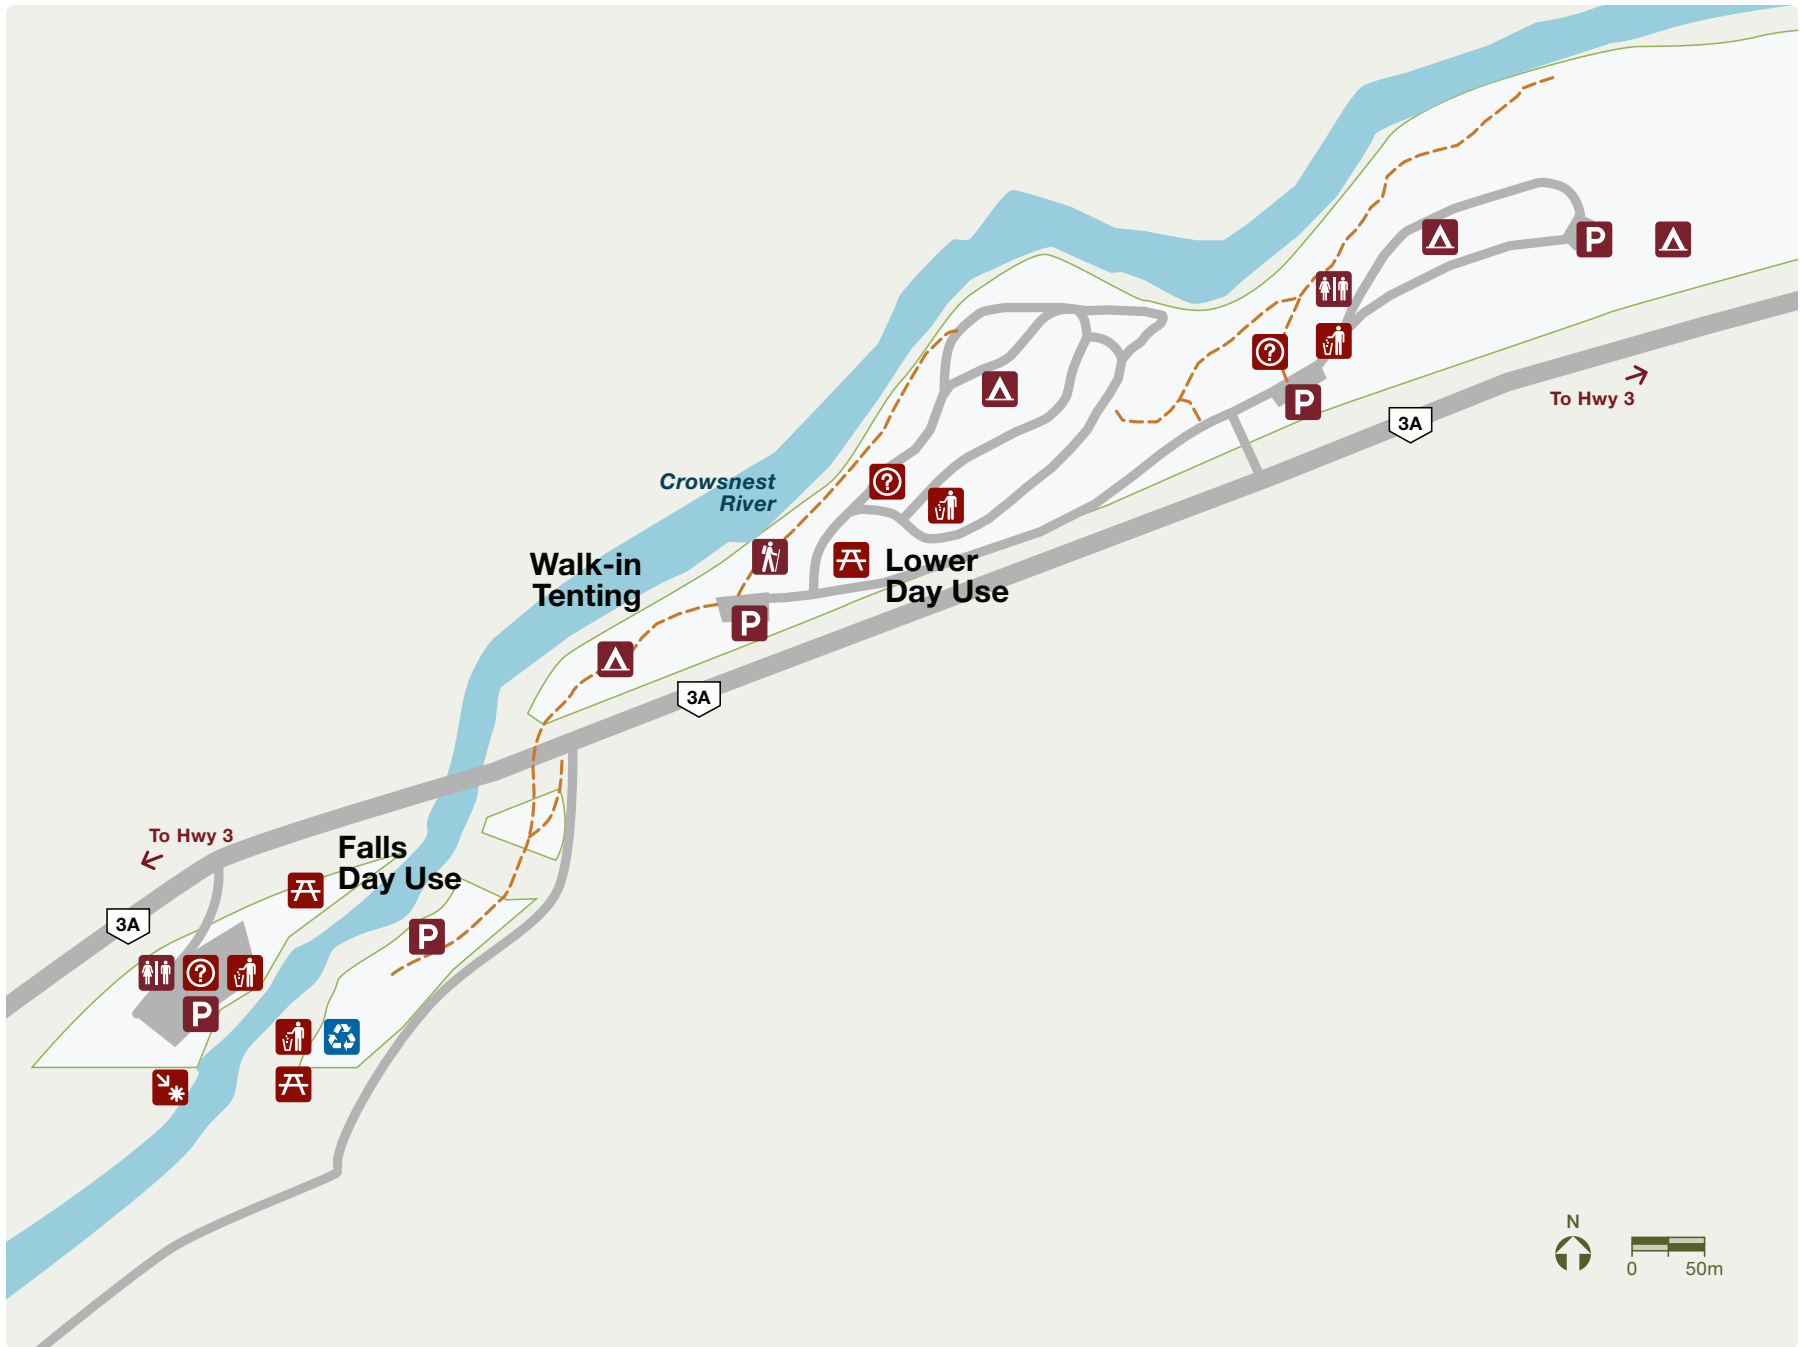 To Hwy 3
3A
Crowsnest
River
Walk-in
Tenting
Lower
Day Use
P
P
P
3A
To Hwy 3
Falls
Day Use
3A
P
?
P
?
?
N
0 50m